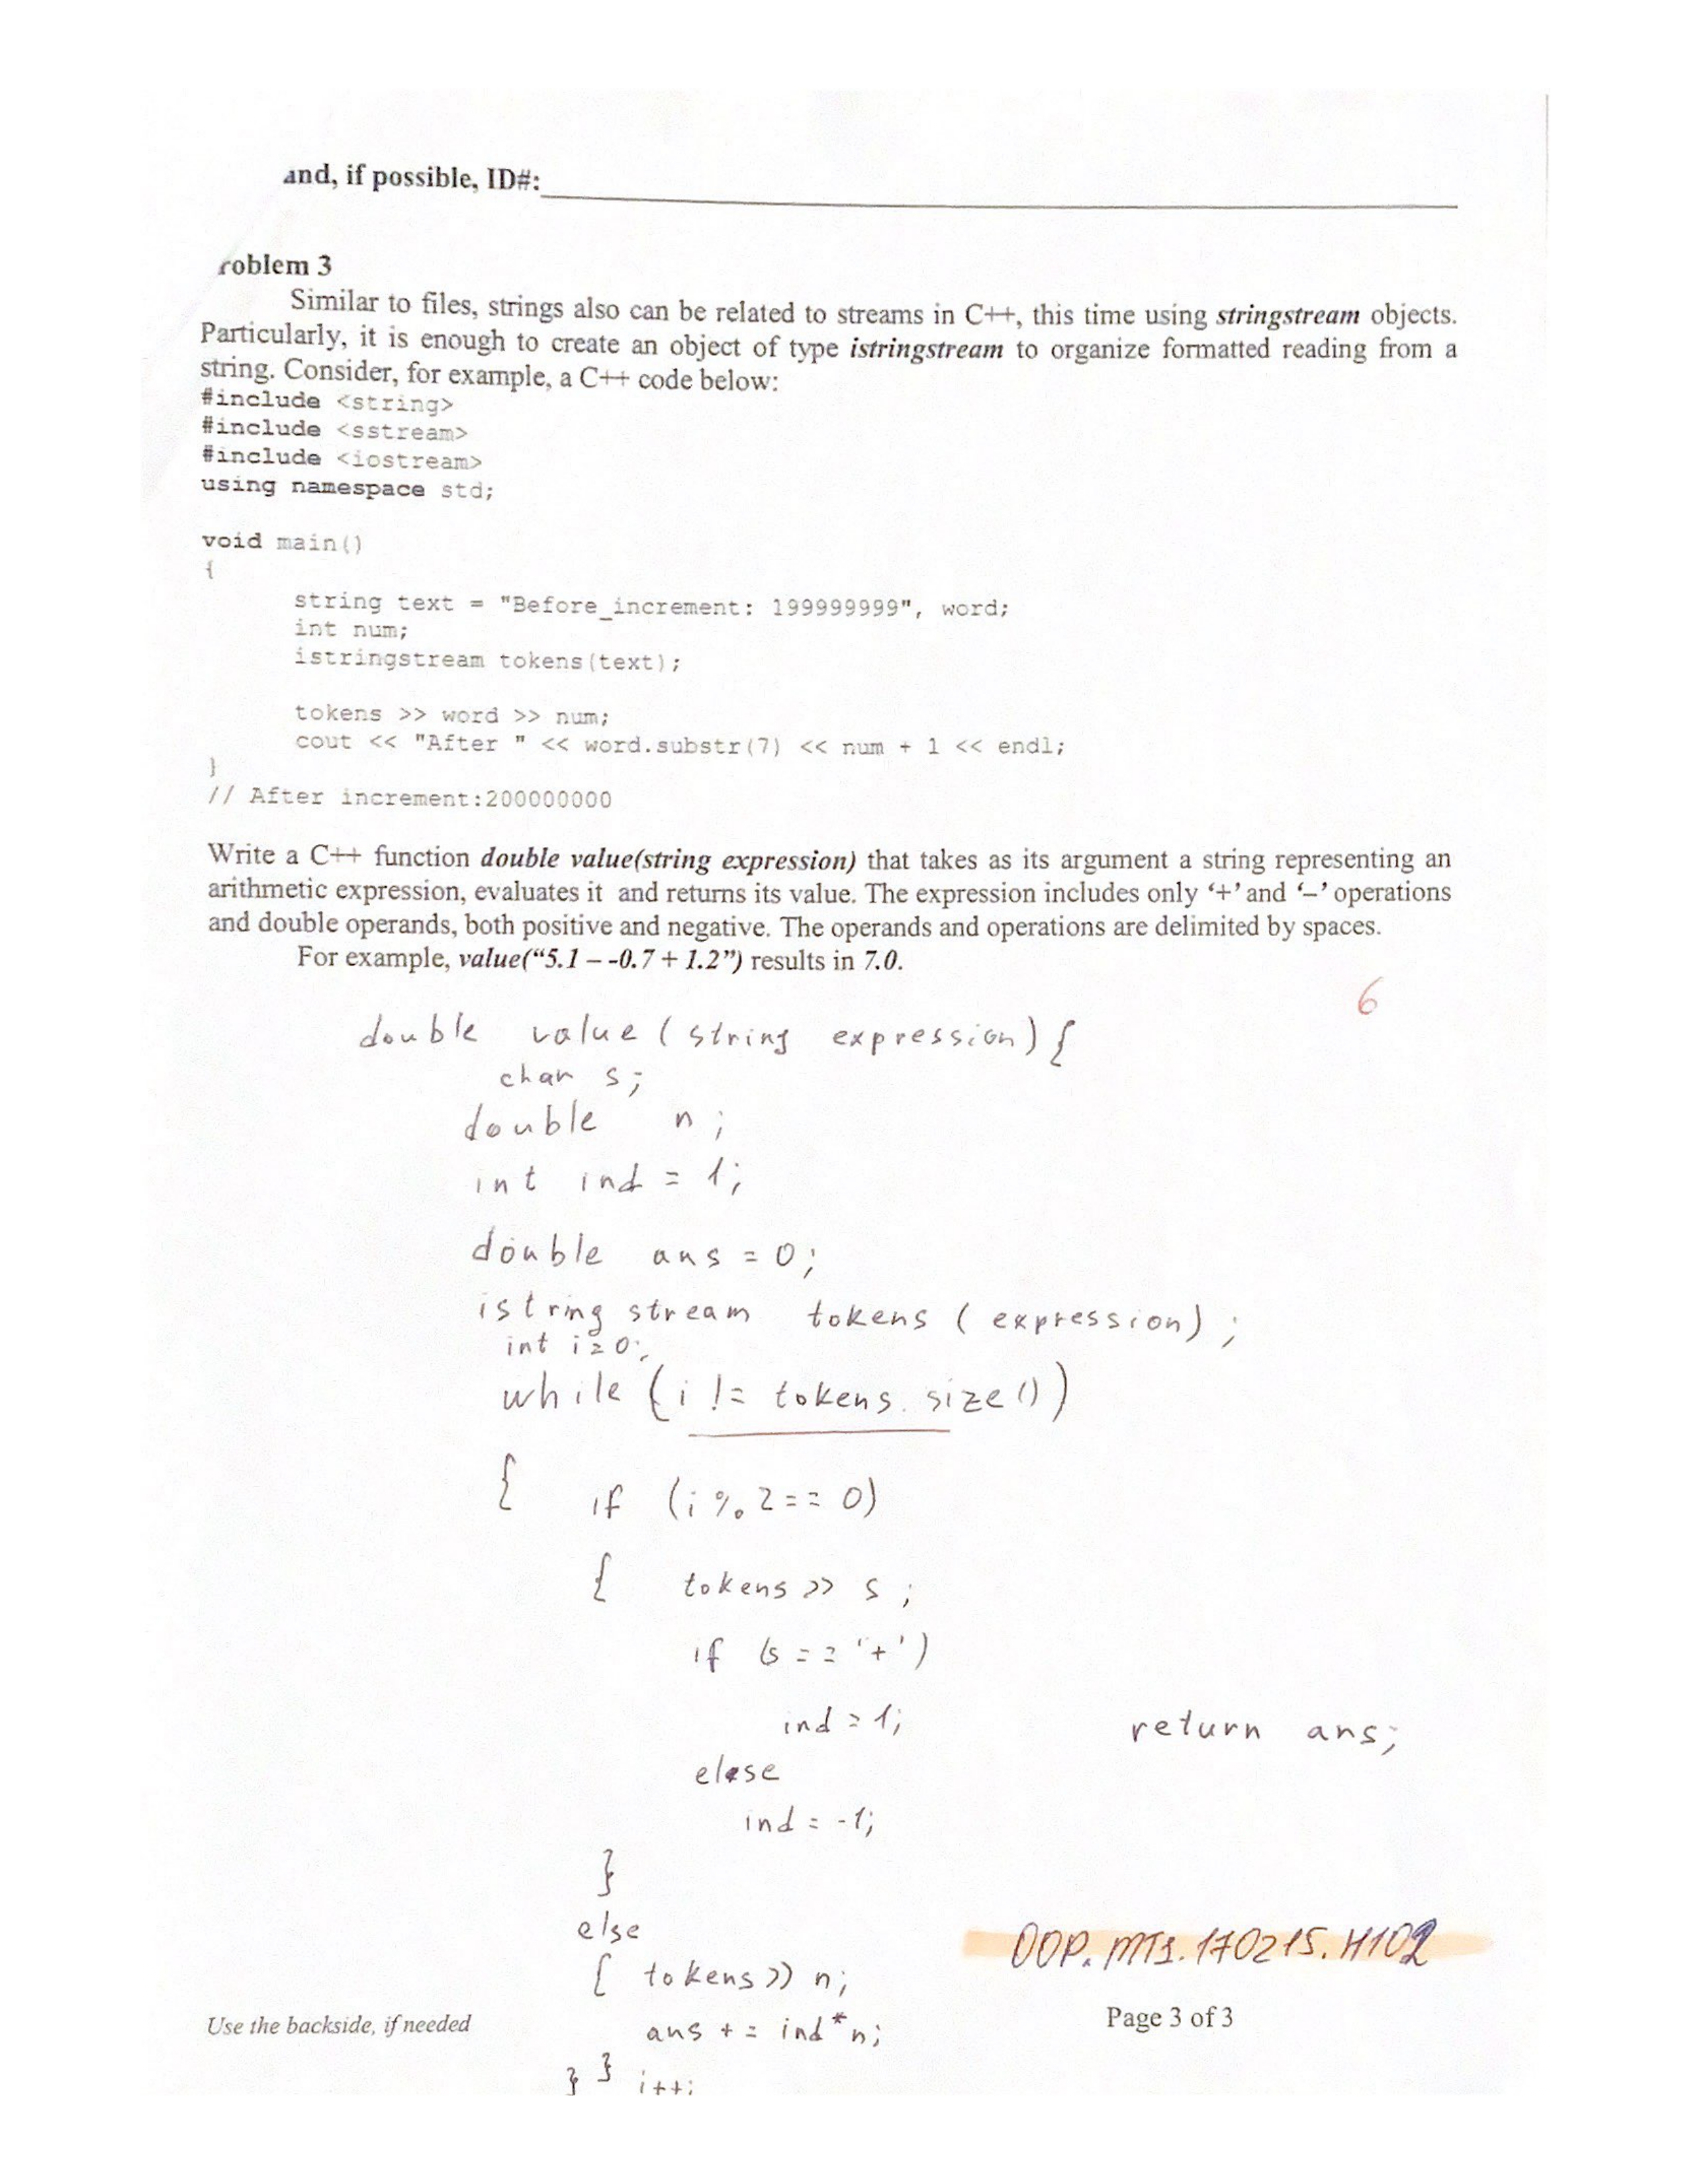 and, if possible, ID#:
roblem 3
Similar to files, strings also can be related to streams in C++, this time using stringstream objects.
Particularly, it is enough to create an object of type istringstream to organize formatted reading from a
string. Consider, for example, a C++ code below:
#include <string>
#include <sstream>
#include <iostream>
using namespace std;
void main()
{
string text = "Before_increment: 199999999", word;
int num;
istringstream tokens(text);
tokens >> word >> num;
cout << "After " << word.substr(7) << num + 1 << endl;
}
// After increment:200000000
Write a C++ function double value(string expression) that takes as its argument a string representing an
arithmetic expression, evaluates it and returns its value. The expression includes only ‘+’ and ‘–’ operations
and double operands, both positive and negative. The operands and operations are delimited by spaces.
For example, value(“5.1 – -0.7 + 1.2”) results in 7.0.
6
double value ( string expression) {
char s;
double n;
int ind = 1;
double ans = 0;
istring stream tokens ( expression) ;
int i = 0;
while (i != tokens. size())
{ if (i % 2 == 0)
{ tokens >> s ;
if (s == '+')
ind = 1;
return ans;
else
ind = -1;
}
else
{ tokens >> n;
OOP. MT1. 170215. H102
ans += ind * n;
} } i++;
Use the backside, if needed
Page 3 of 3